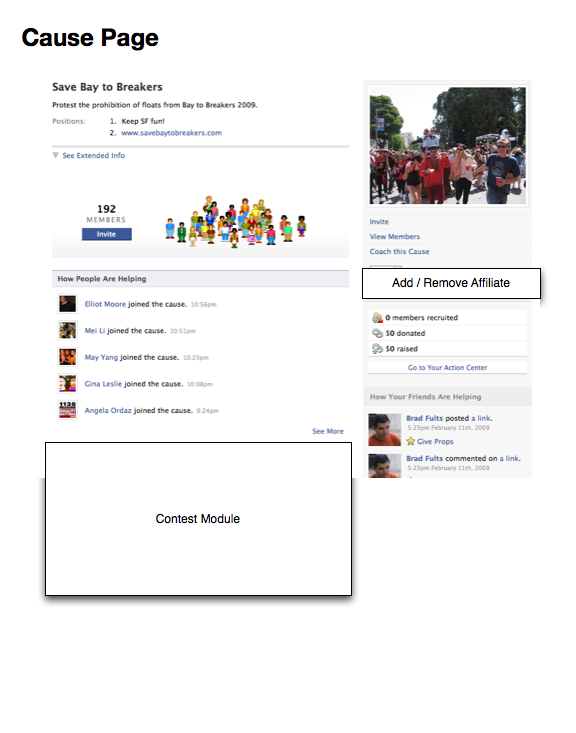 Cause Page
Save Bay to Breakers
Protest the prohibition of floats from Bay to Breakers 2009.
Positions:
1. Keep SF fun!
2. www.savebaytobreakers.com
See Extended Info
192
MEMBERS
Invite
How People Are Helping
Elliot Moore joined the cause. 10:56pm
Mei Li joined the cause. 10:51pm
May Yang joined the cause. 10:23pm
Gina Leslie joined the cause. 10:08pm
1128
Angela Ordaz joined the cause. 9:24pm
See More
Contest Module
Invite
View Members
Coach this Cause
Add / Remove Affiliate
0 members recruited
$0 donated
$0 raised
Go to Your Action Center
How Your Friends Are Helping
Brad Fults posted a link.
5:23pm February 11th, 2009
Give Props
Brad Fults commented on a link.
5:23pm February 11th, 2009